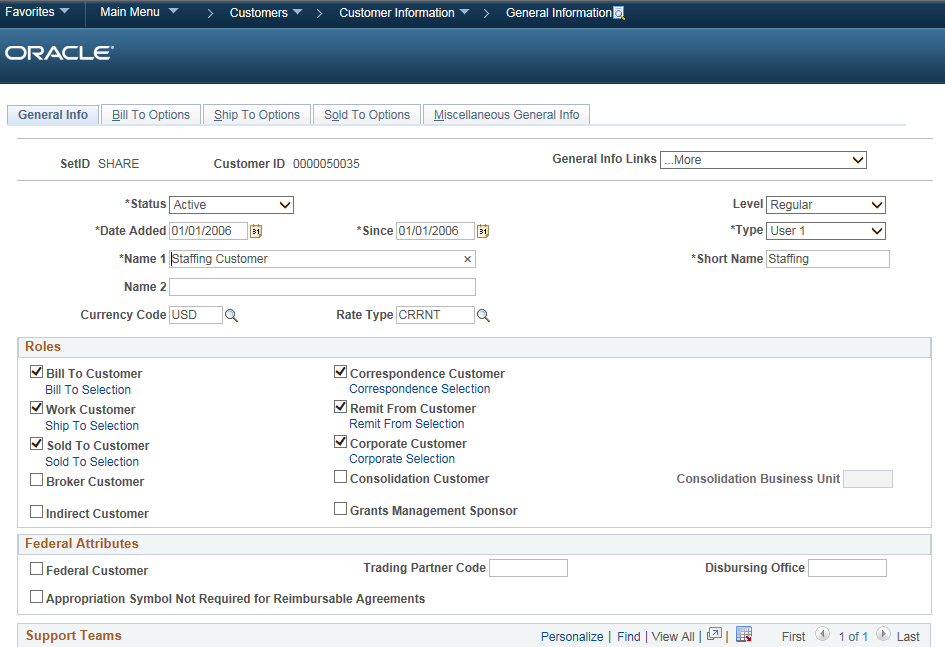 Favorites Main Menu > Customers > Customer Information > General Information
ORACLE
General Info Bill To Options Ship To Options Sold To Options Miscellaneous General Info
SetID SHARE Customer ID 0000050035 General Info Links ...More
*Status Active Level Regular
*Date Added 01/01/2006 *Since 01/01/2006 *Type User 1
*Name 1 Staffing Customer × *Short Name Staffing
Name 2
Currency Code USD Rate Type CRRNT
Roles
Bill To Customer Correspondence Customer
Bill To Selection Correspondence Selection
Work Customer Remit From Customer
Ship To Selection Remit From Selection
Sold To Customer Corporate Customer
Sold To Selection Corporate Selection
Broker Customer Consolidation Customer Consolidation Business Unit
Indirect Customer Grants Management Sponsor
Federal Attributes
Federal Customer Trading Partner Code Disbursing Office
Appropriation Symbol Not Required for Reimbursable Agreements
Support Teams Personalize | Find | View All | | First 1 of 1 Last